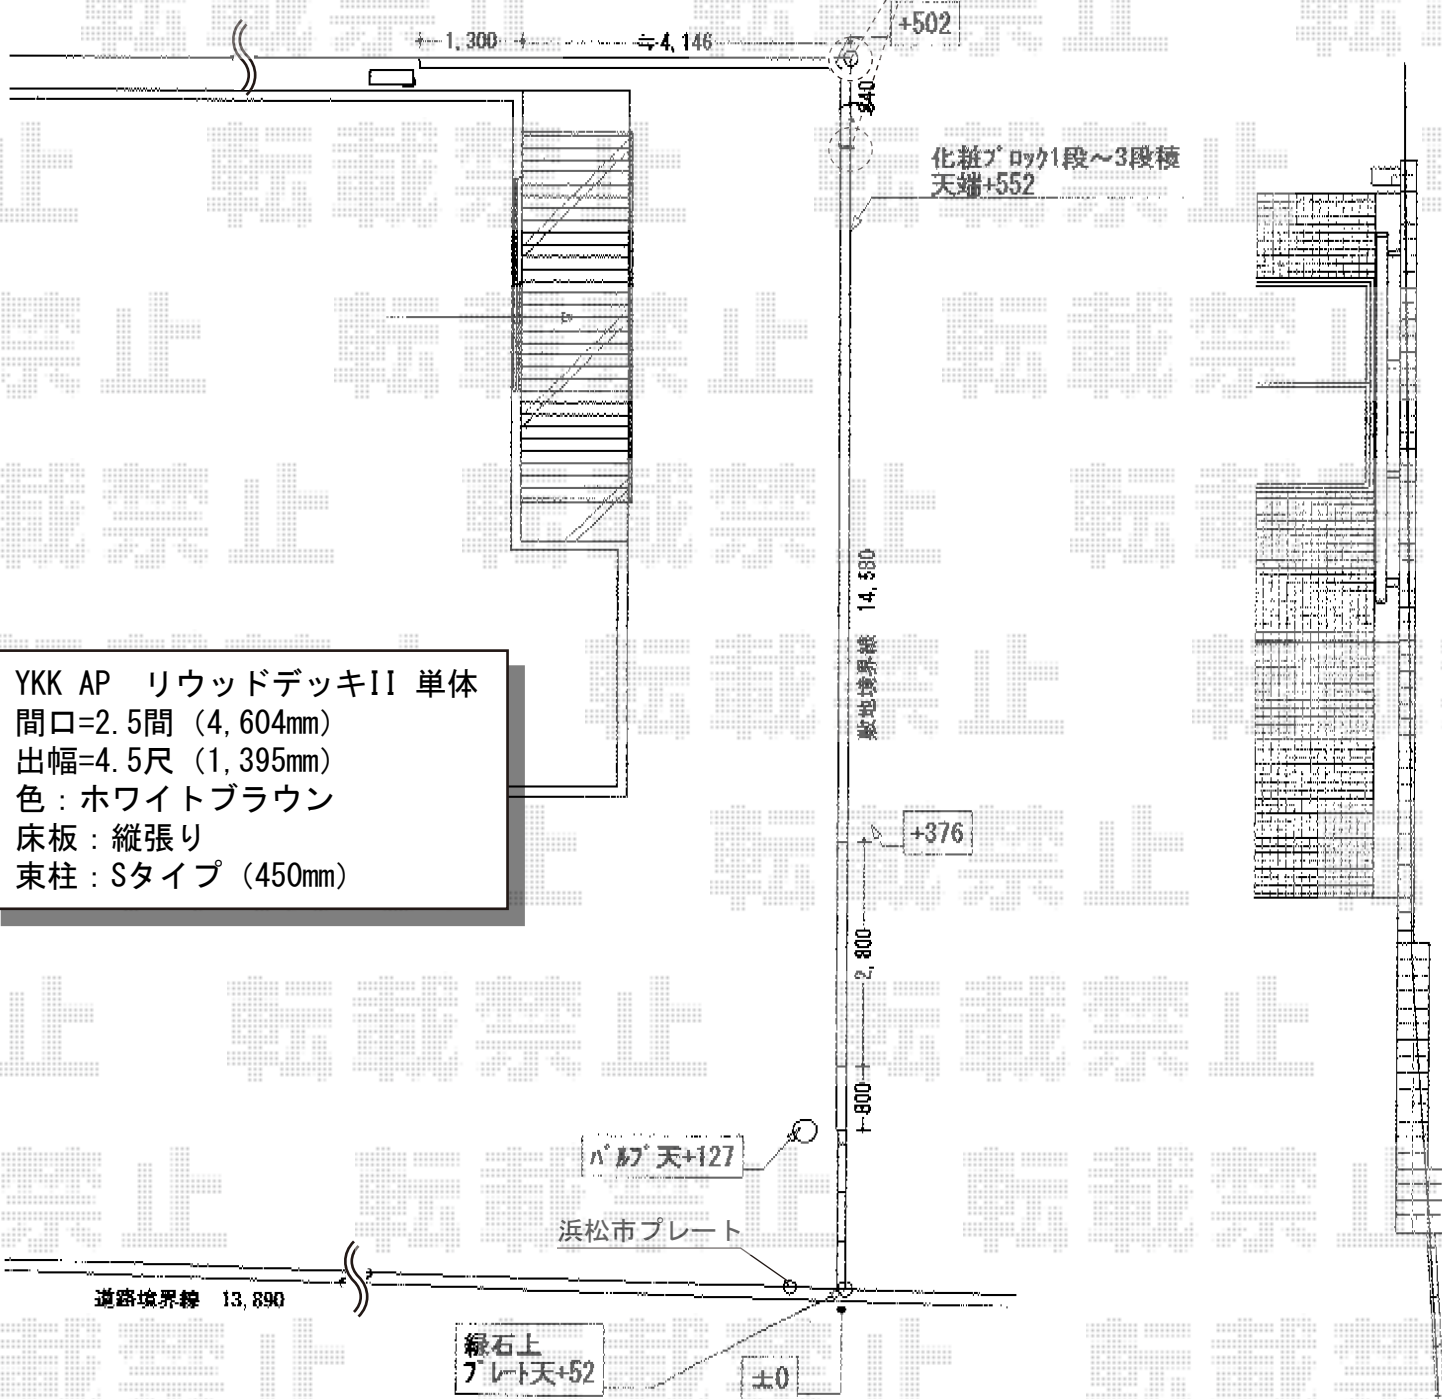 +502
1,300
≒4,146
840
化粧ブロック1段～3段積
天端+552
敷地境界線 14,580
YKK AP リウッドデッキII 単体
間口=2.5間 (4,604mm)
出幅=4.5尺 (1,395mm)
色：ホワイトブラウン
床板：縦張り
束柱：Sタイプ (450mm)
+376
2,800
800
バルブ天+127
浜松市プレート
道路境界線 13,890
縁石上
プレート天+52
±0
転載禁止